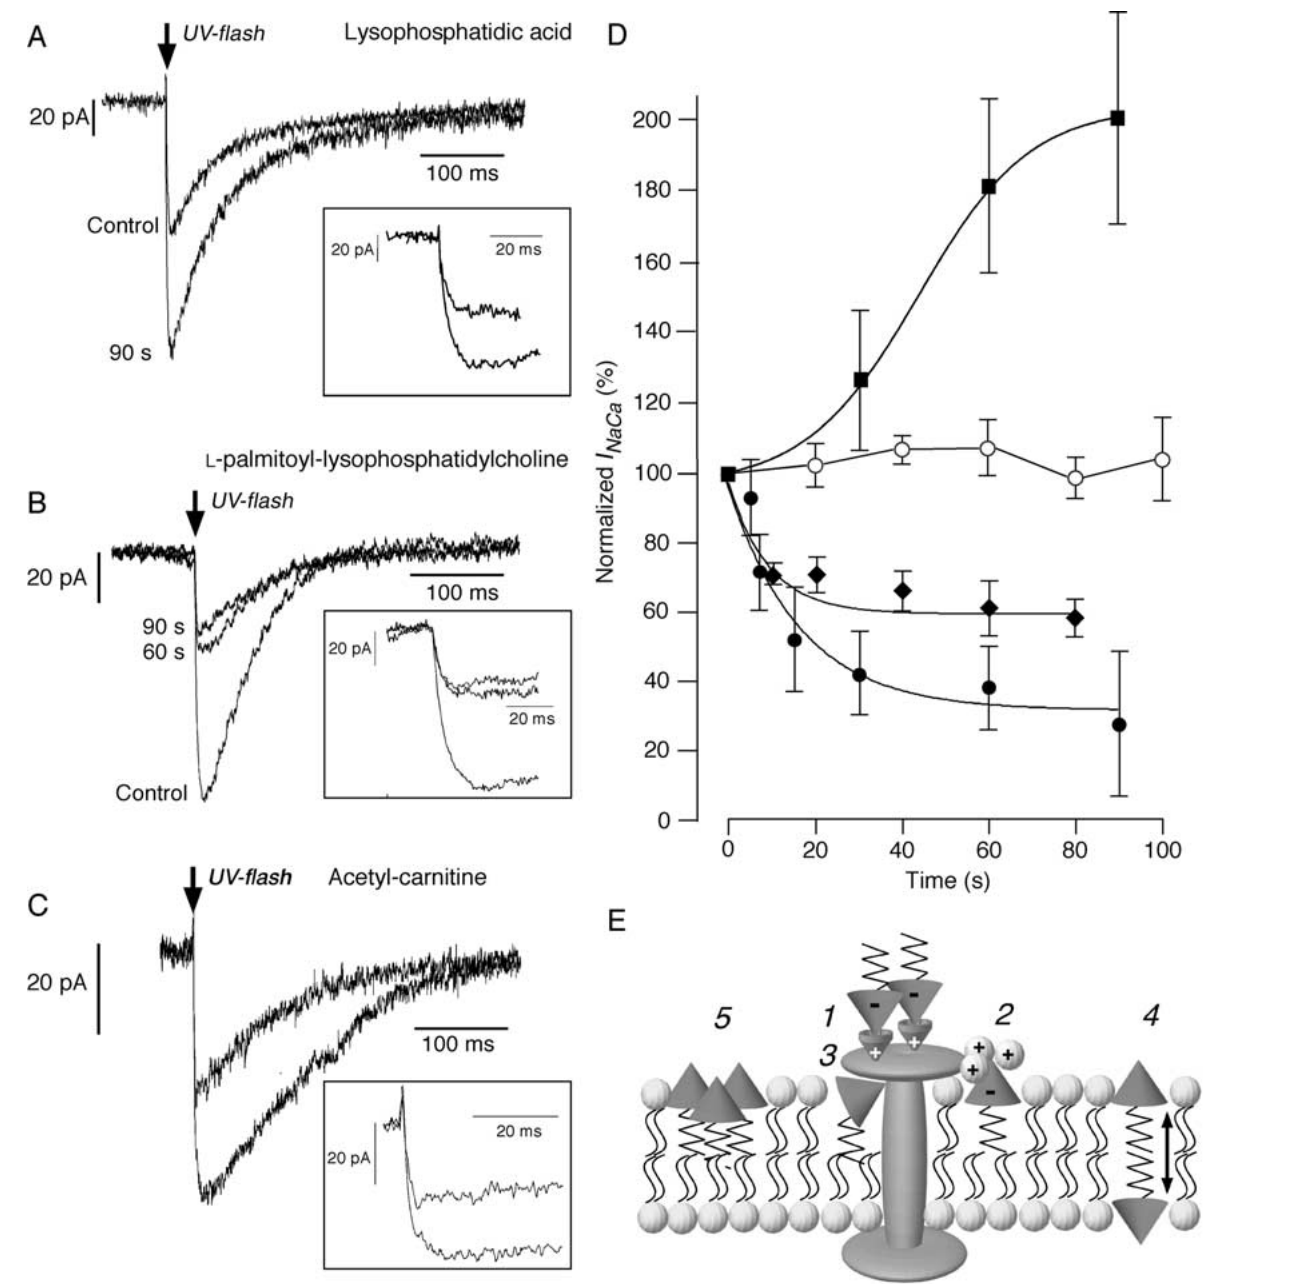 A
UV-flash
Lysophosphatidic acid
20 pA
100 ms
Control
20 pA
20 ms
90 s
L-palmitoyl-lysophosphatidylcholine
B
UV-flash
20 pA
100 ms
90 s
60 s
20 pA
20 ms
Control
UV-flash
Acetyl-carnitine
C
20 pA
100 ms
20 ms
20 pA
D
Normalized INaCa (%)
200
180
160
140
120
100
80
60
40
20
0
0 20 40 60 80 100
Time (s)
E
5 1 2 4
3
- -
+ +
+ +
+
-